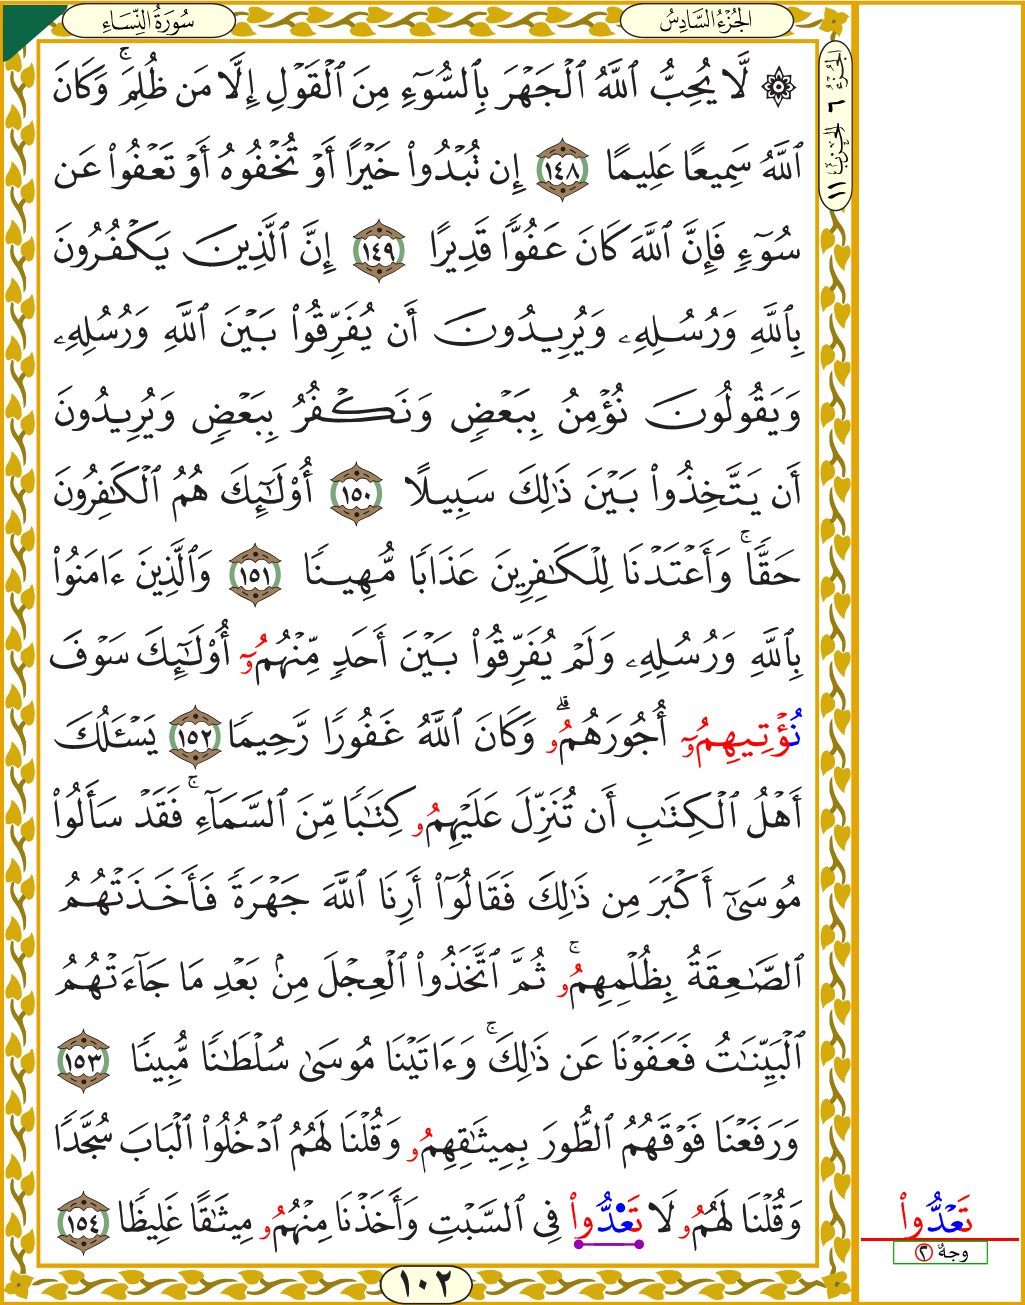 سُورَةُ النِّسَاءِ
الجُزْءُ السَّادِسُ
الجُزْءُ ٦ الحِزْبُ ١١
۞ لَّا يُحِبُّ ٱللَّهُ ٱلْجَهْرَ بِٱلسُّوٓءِ مِنَ ٱلْقَوْلِ إِلَّا مَن ظُلِمَ ۚ وَكَانَ
ٱللَّهُ سَمِيعًا عَلِيمًا ١٤٨ إِن تُبْدُوا۟ خَيْرًا أَوْ تُخْفُوهُ أَوْ تَعْفُوا۟ عَن
سُوٓءٍ فَإِنَّ ٱللَّهَ كَانَ عَفُوًّا قَدِيرًا ١٤٩ إِنَّ ٱلَّذِينَ يَكْفُرُونَ
بِٱللَّهِ وَرُسُلِهِۦ وَيُرِيدُونَ أَن يُفَرِّقُوا۟ بَيْنَ ٱللَّهِ وَرُسُلِهِۦ
وَيَقُولُونَ نُؤْمِنُ بِبَعْضٍ وَنَكْفُرُ بِبَعْضٍ وَيُرِيدُونَ
أَن يَتَّخِذُوا۟ بَيْنَ ذَٰلِكَ سَبِيلًا ١٥٠ أُو۟لَٰٓئِكَ هُمُ ٱلْكَٰفِرُونَ
حَقًّا ۚ وَأَعْتَدْنَا لِلْكَٰفِرِينَ عَذَابًا مُّهِينًا ١٥١ وَٱلَّذِينَ ءَامَنُوا۟
بِٱللَّهِ وَرُسُلِهِۦ وَلَمْ يُفَرِّقُوا۟ بَيْنَ أَحَدٍ مِّنْهُمُۥٓ أُو۟لَٰٓئِكَ سَوْفَ
نُؤْتِيهِمُۥٓ أُجُورَهُمُۥ ۗ وَكَانَ ٱللَّهُ غَفُورًا رَّحِيمًا ١٥٢ يَسْـَٔلُكَ
أَهْلُ ٱلْكِتَٰبِ أَن تُنَزِّلَ عَلَيْهِمُۥ كِتَٰبًا مِّنَ ٱلسَّمَآءِ ۚ فَقَدْ سَأَلُوا۟
مُوسَىٰٓ أَكْبَرَ مِن ذَٰلِكَ فَقَالُوٓا۟ أَرِنَا ٱللَّهَ جَهْرَةً فَأَخَذَتْهُمُ
ٱلصَّٰعِقَةُ بِظُلْمِهِمُۥ ۚ ثُمَّ ٱتَّخَذُوا۟ ٱلْعِجْلَ مِنۢ بَعْدِ مَا جَآءَتْهُمُ
ٱلْبَيِّنَٰتُ فَعَفَوْنَا عَن ذَٰلِكَ ۚ وَءَاتَيْنَا مُوسَىٰ سُلْطَٰنًا مُّبِينًا ١٥٣
وَرَفَعْنَا فَوْقَهُمُ ٱلطُّورَ بِمِيثَٰقِهِمُۥ وَقُلْنَا لَهُمُ ٱدْخُلُوا۟ ٱلْبَابَ سُجَّدًا
وَقُلْنَا لَهُمُۥ لَا تَعْدُّوا۟ فِى ٱلسَّبْتِ وَأَخَذْنَا مِنْهُمُۥ مِيثَٰقًا غَلِيظًا ١٥٤
تَعْدُّوا۟
وجهٌ ٢
١٠٢